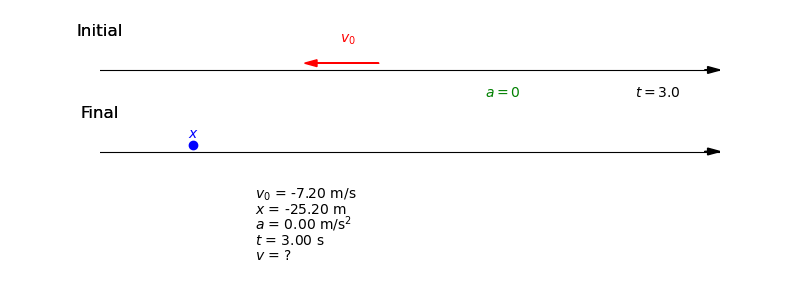 Initial
v₀
a = 0
t = 3.0
Final
x
v₀ = -7.20 m/s
x = -25.20 m
a = 0.00 m/s²
t = 3.00 s
v = ?